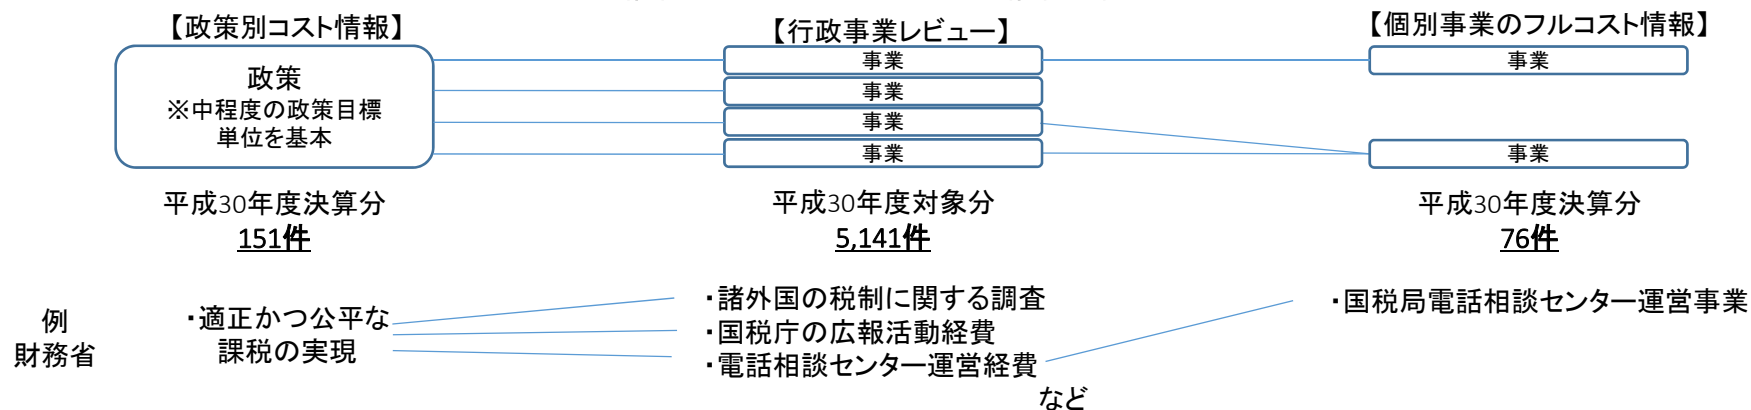 【政策別コスト情報】
政策
※中程度の政策目標
単位を基本
平成30年度決算分
151件
【行政事業レビュー】
事業
事業
事業
事業
平成30年度対象分
5,141件
【個別事業のフルコスト情報】
事業
事業
平成30年度決算分
76件
例
財務省
・適正かつ公平な
課税の実現
・諸外国の税制に関する調査
・国税庁の広報活動経費
・電話相談センター運営経費
など
・国税局電話相談センター運営事業